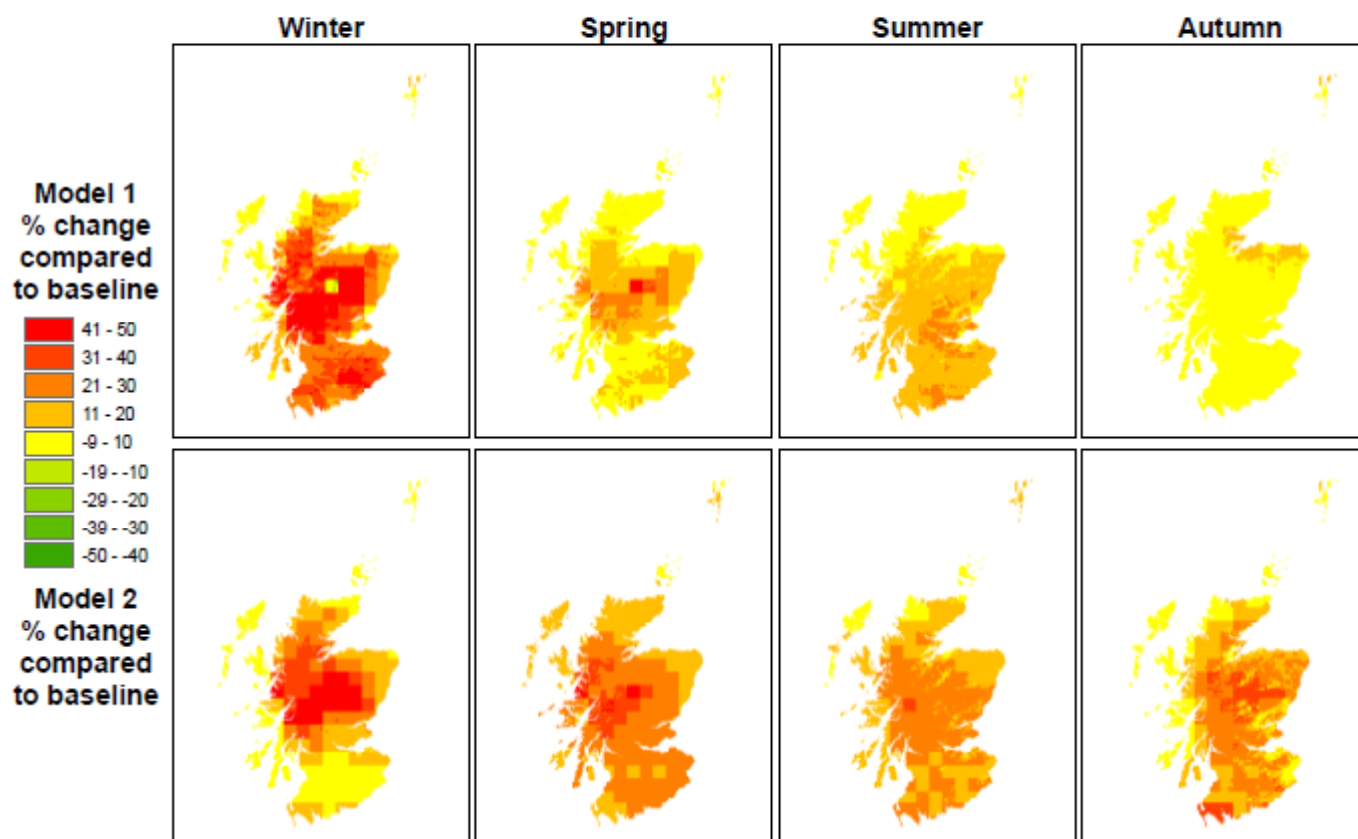 Winter
Spring
Summer
Autumn
Model 1
% change
compared
to baseline
41 - 50
31 - 40
21 - 30
11 - 20
-9 - 10
-19 - -10
-29 - -20
-39 - -30
-50 - -40
Model 2
% change
compared
to baseline